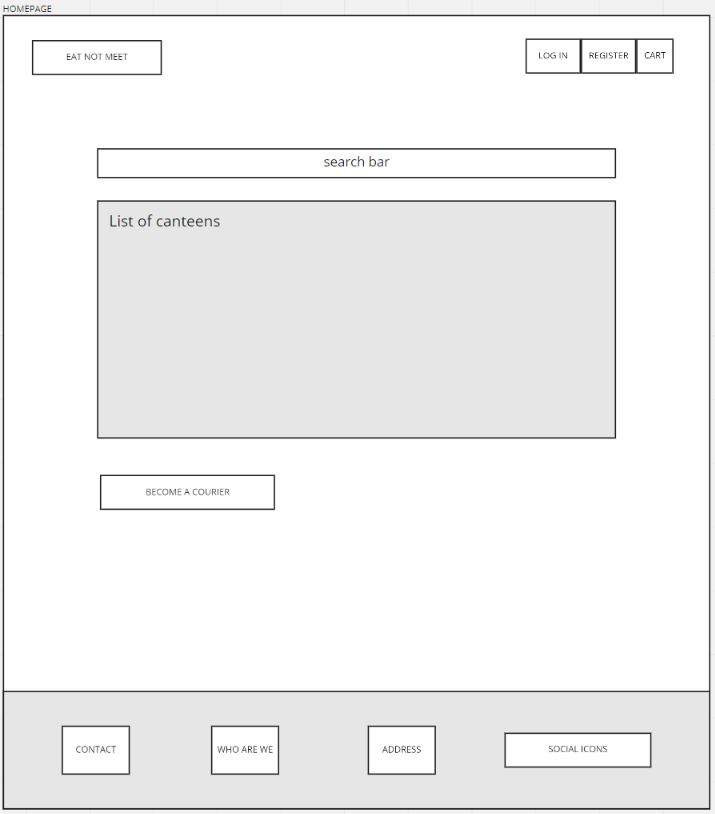 HOMEPAGE
EAT NOT MEET
LOG IN
REGISTER
CART
search bar
List of canteens
BECOME A COURIER
CONTACT
WHO ARE WE
ADDRESS
SOCIAL ICONS